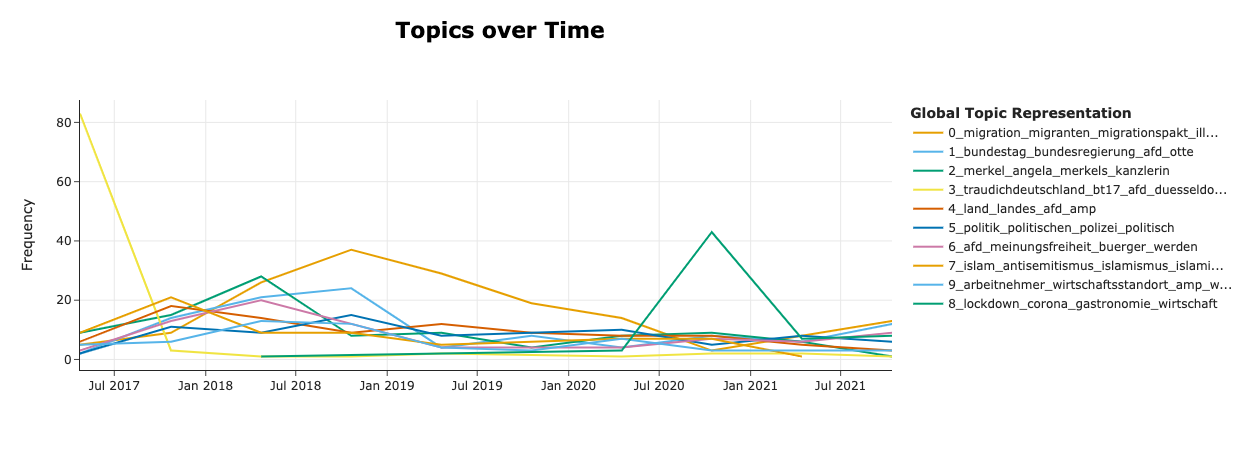 Topics over Time
Frequency
80
60
40
20
0
Jul 2017
Jan 2018
Jul 2018
Jan 2019
Jul 2019
Jan 2020
Jul 2020
Jan 2021
Jul 2021
Global Topic Representation
0_migration_migranten_migrationspakt_ill...
1_bundestag_bundesregierung_afd_otte
2_merkel_angela_merkels_kanzlerin
3_traudichdeutschland_bt17_afd_duesseldo...
4_land_landes_afd_amp
5_politik_politischen_polizei_politisch
6_afd_meinungsfreiheit_buerger_werden
7_islam_antisemitismus_islamismus_islami...
9_arbeitnehmer_wirtschaftsstandort_amp_w...
8_lockdown_corona_gastronomie_wirtschaft